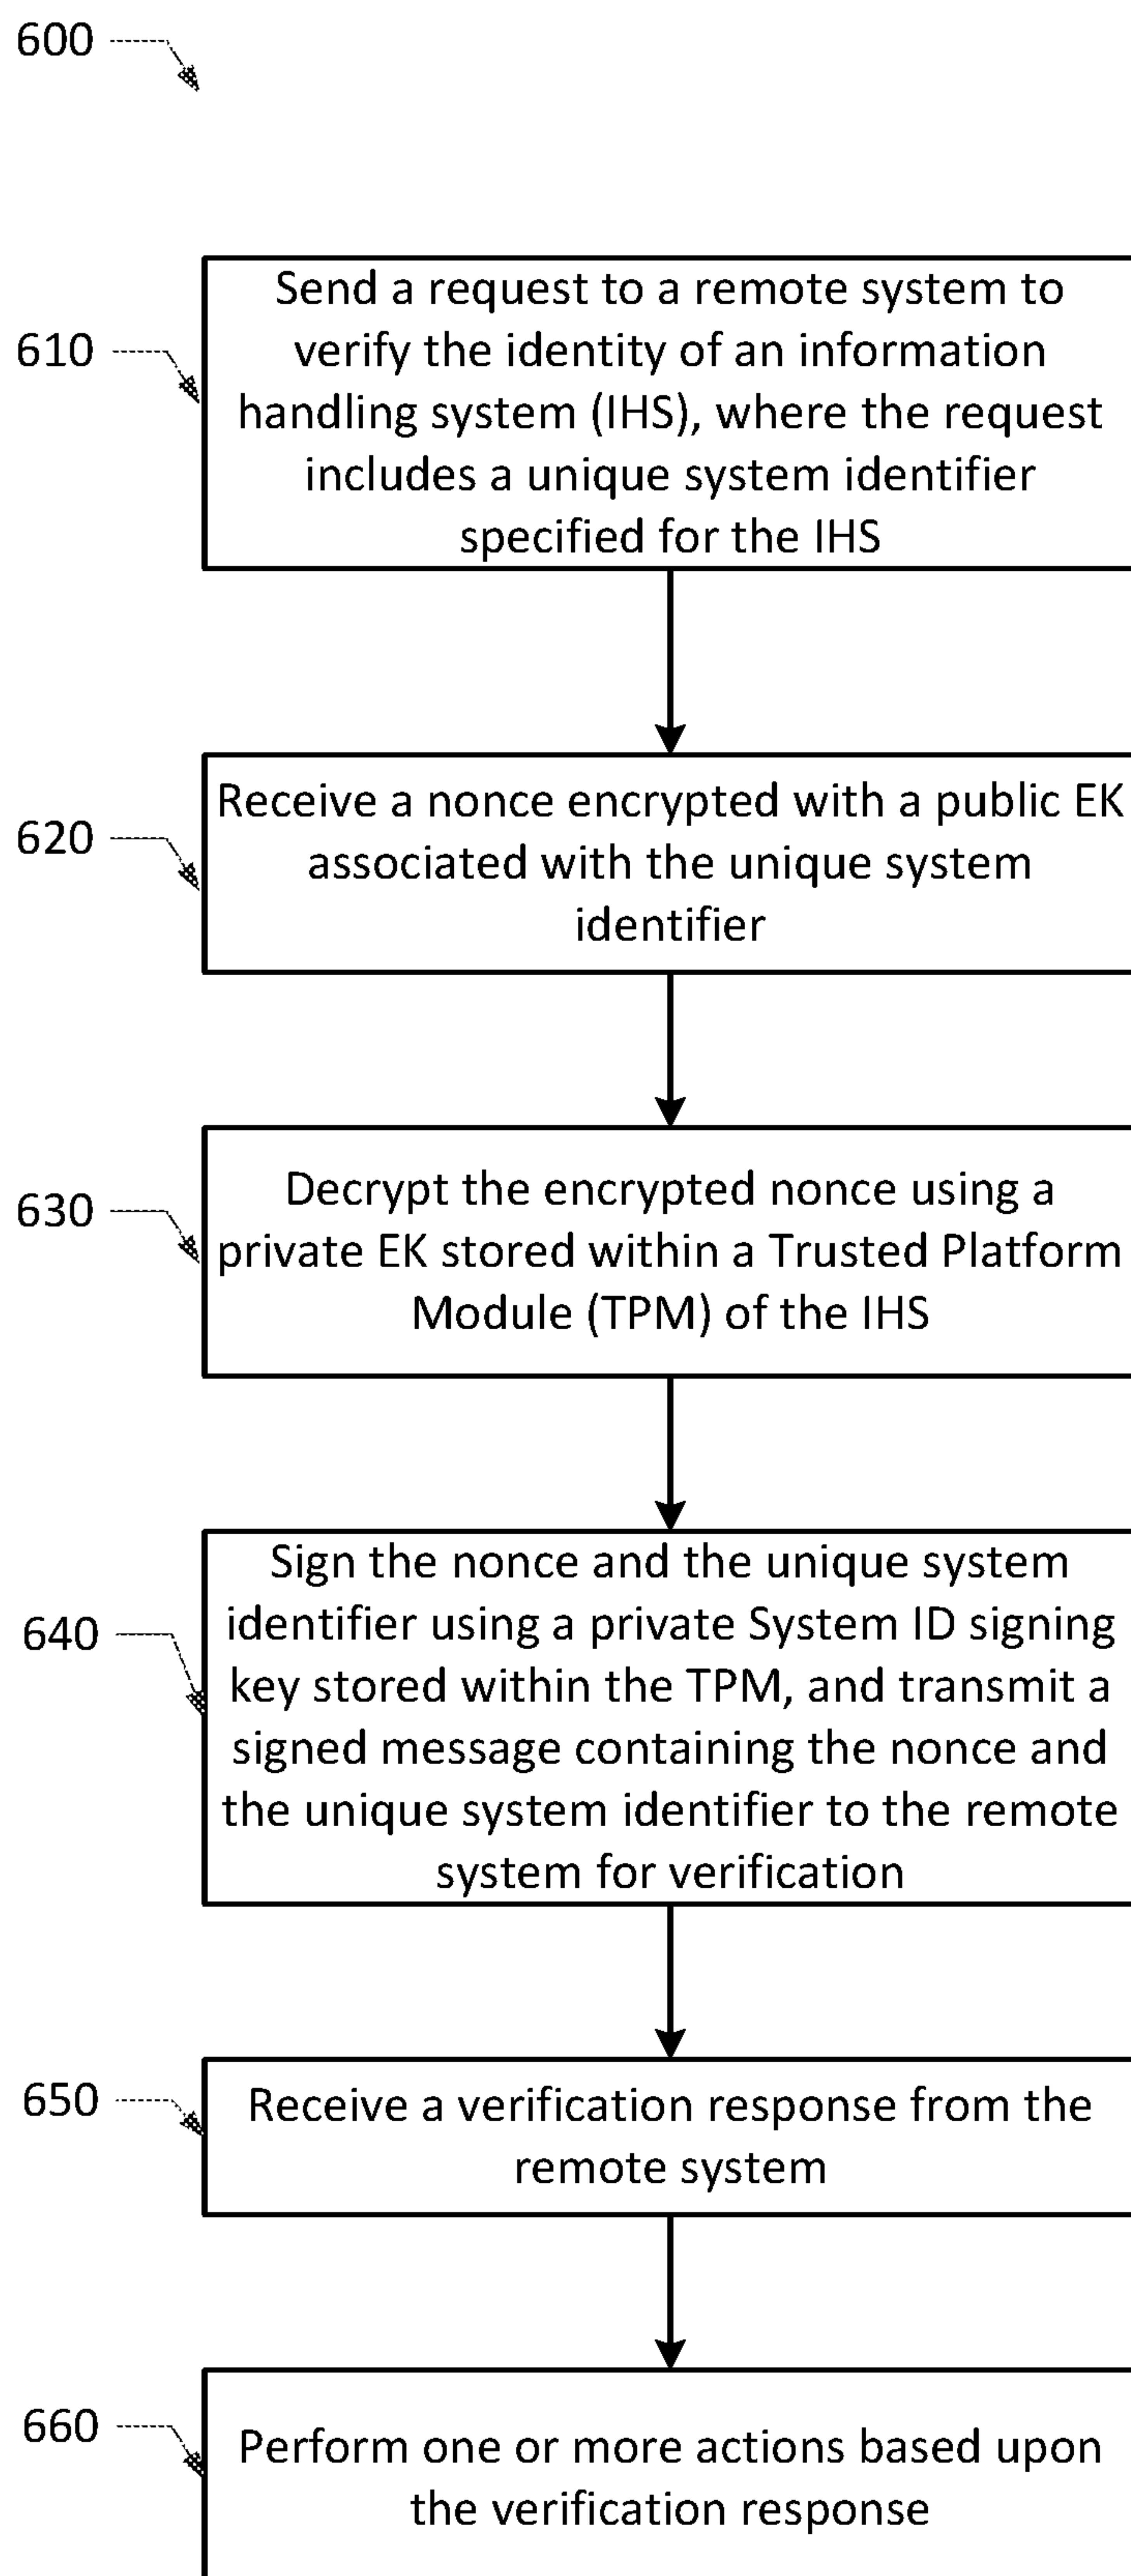 600
610
Send a request to a remote system to
verify the identity of an information
handling system (IHS), where the request
includes a unique system identifier
specified for the IHS
620
Receive a nonce encrypted with a public EK
associated with the unique system
identifier
630
Decrypt the encrypted nonce using a
private EK stored within a Trusted Platform
Module (TPM) of the IHS
640
Sign the nonce and the unique system
identifier using a private System ID signing
key stored within the TPM, and transmit a
signed message containing the nonce and
the unique system identifier to the remote
system for verification
650
Receive a verification response from the
remote system
660
Perform one or more actions based upon
the verification response